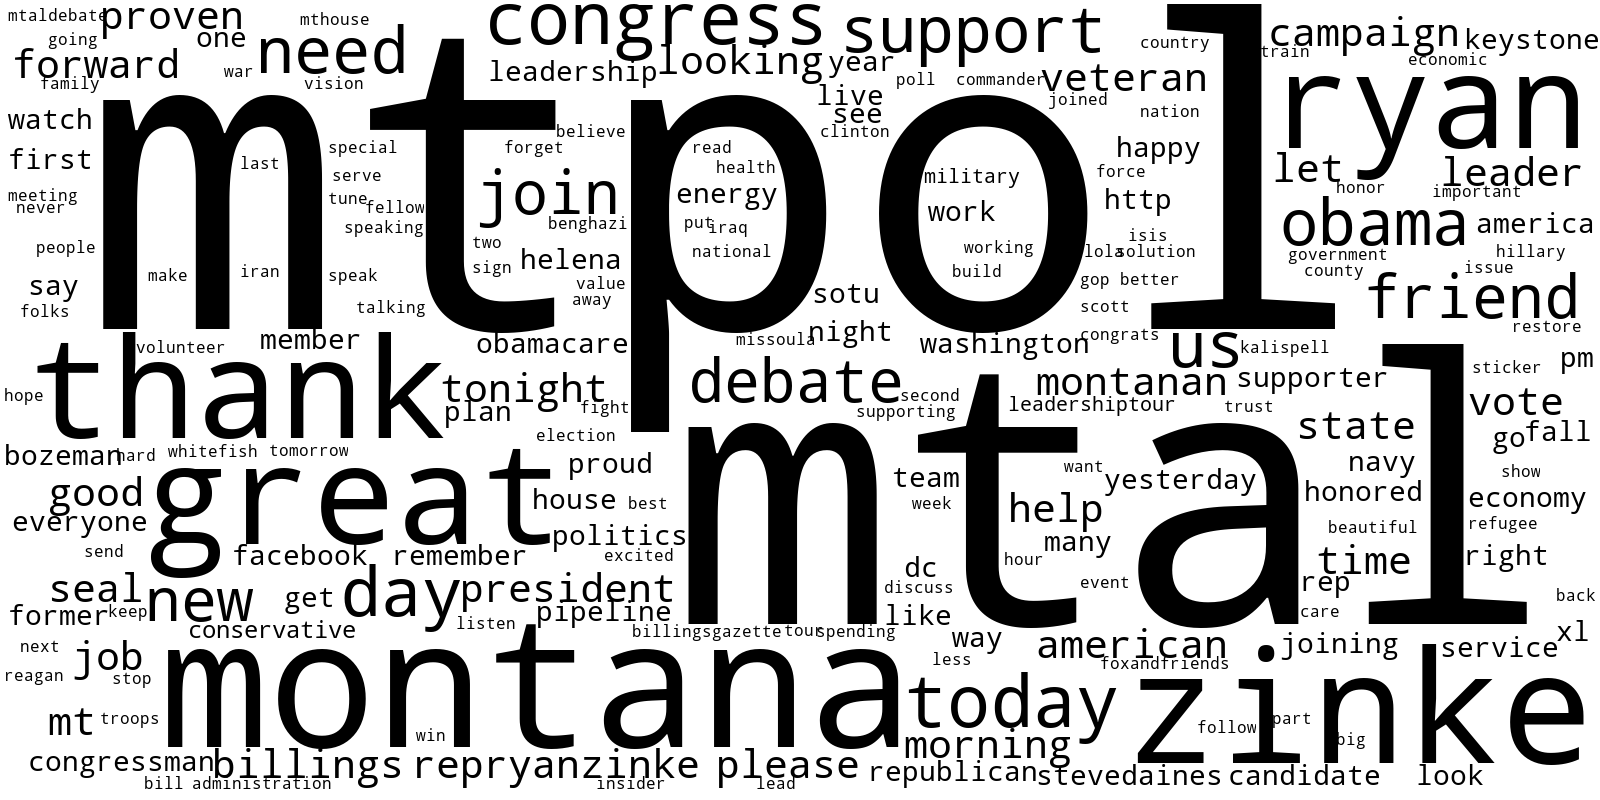 mtaldebate proven mthouse congress support country campaign keystone
going one need train economic
forward war leadership looking year poll commander veteran
family vision live joined
watch see nation
mtpol ryan
believe clinton
first last special forget read happy
serve health force let leader
meeting join energy military http honor important
never tune fellow
speaking benghazi put iraq work obama america
people two national working isis
helena lola solution government hillary
make iran speak sign build gop better county issue
say value away sotu scott friend
folks talking
night congrats restore
thank volunteer member obamacare missoula washington us kalispell pm
hope tonight debate montanan supporter sticker
plan fight second leadershiptour trust vote
supporting
election state go fall
bozeman hard whitefish tomorrow
great proud mtal want navy show
good house best team yesterday honored economy
everyone week help
politics many beautiful refugee
send facebook remember excited hour time right
dc
seal new get day president discuss event rep back
former keep pipeline like care
conservative listen billingsgazette tour spending xl
next montana way american joining service
job less foxandfriends
reagan stop
today zinke
mt troops win follow part
morning big
congressman billings repryanzinke please republican stevedaines candidate look
bill administration insider lead